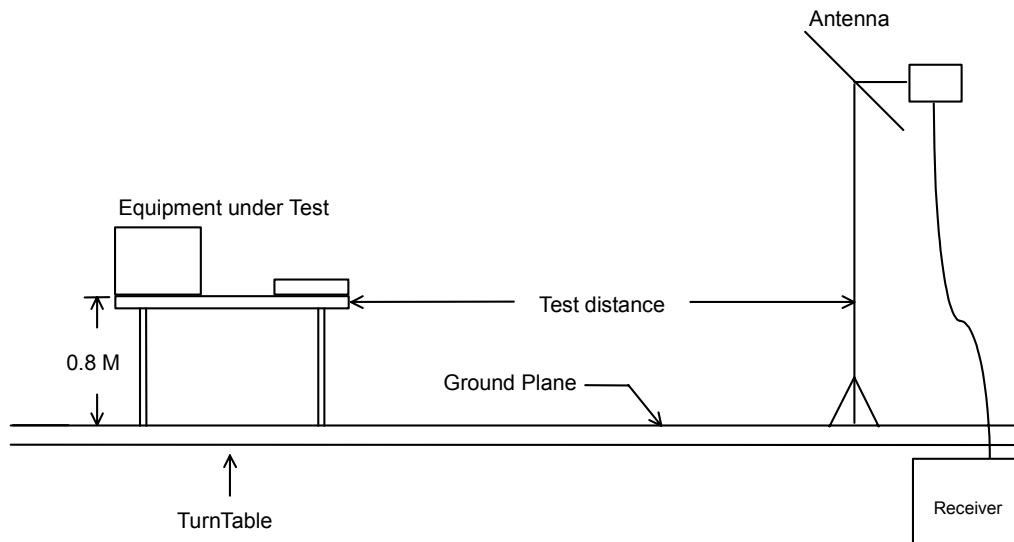 Antenna
Equipment under Test
Test distance
0.8 M
Ground Plane
TurnTable
Receiver